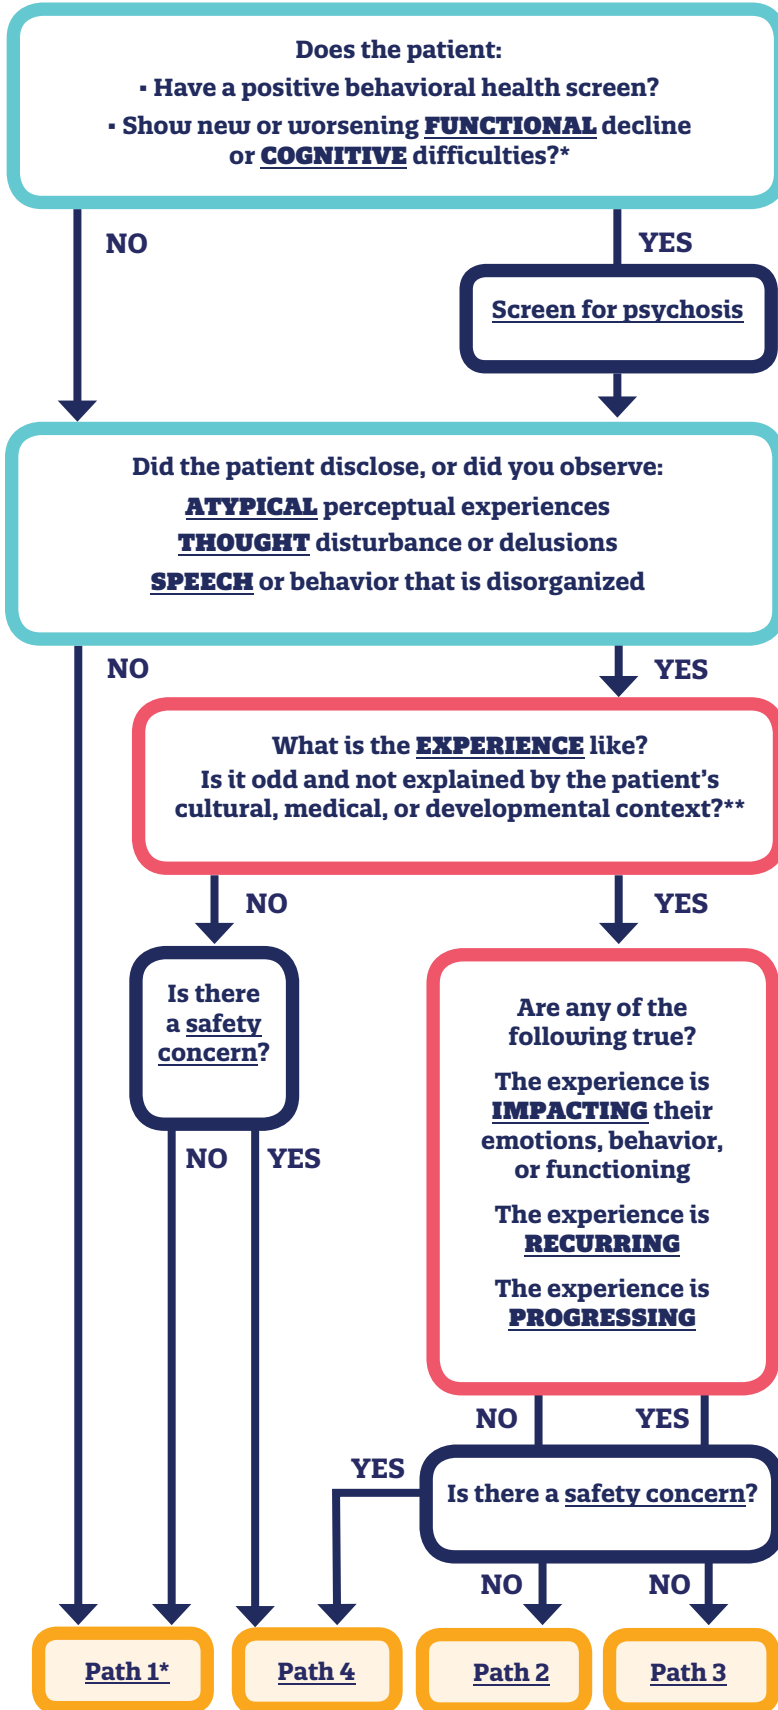 Does the patient:
▪ Have a positive behavioral health screen?
▪ Show new or worsening FUNCTIONAL decline
or COGNITIVE difficulties?*
NO
YES
Screen for psychosis
Did the patient disclose, or did you observe:
ATYPICAL perceptual experiences
THOUGHT disturbance or delusions
SPEECH or behavior that is disorganized
NO
YES
What is the EXPERIENCE like?
Is it odd and not explained by the patient’s
cultural, medical, or developmental context?**
NO
YES
Is there
a safety
concern?
NO
YES
Are any of the
following true?
The experience is
IMPACTING their
emotions, behavior,
or functioning
The experience is
RECURRING
The experience is
PROGRESSING
NO
YES
YES
Is there a safety concern?
NO
NO
Path 1*
Path 4
Path 2
Path 3